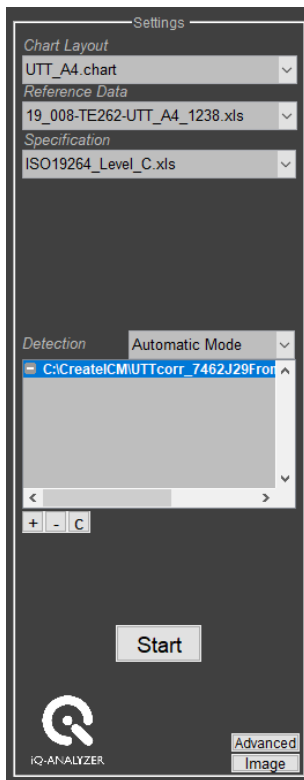 Settings
Chart Layout
UTT_A4.chart
Reference Data
19_008-TE262-UTT_A4_1238.xls
Specification
ISO19264_Level_C.xls
Detection Automatic Mode
C:\CreateICM\UTTcorr_7462J29Fror
+ - C
Start
iQ-ANALYZER
Advanced
Image